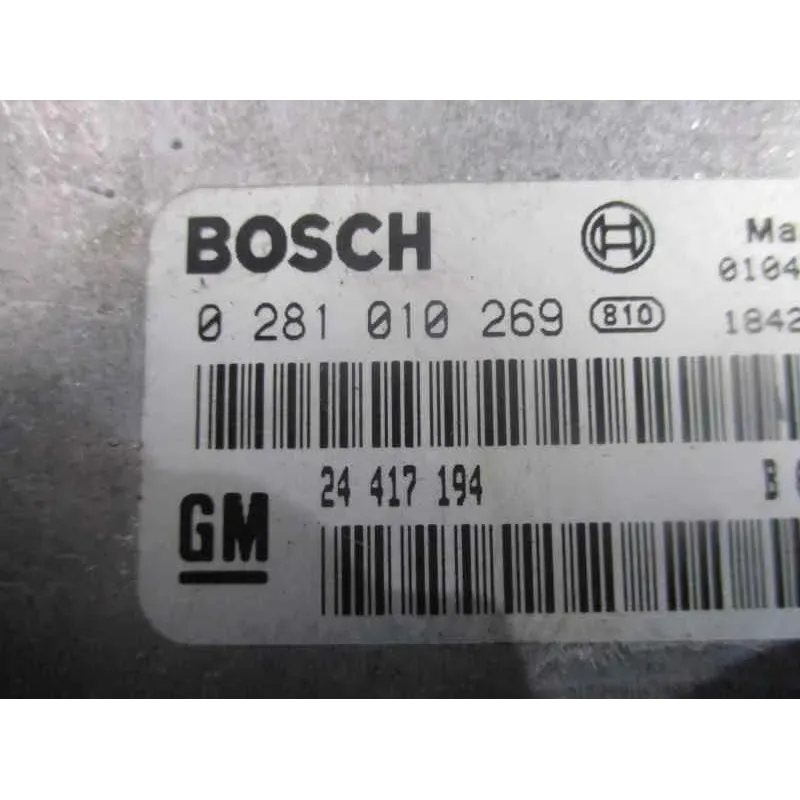 BOSCH Ma
0 281 010 269 810 0104
1842
24 417 194 B
GM